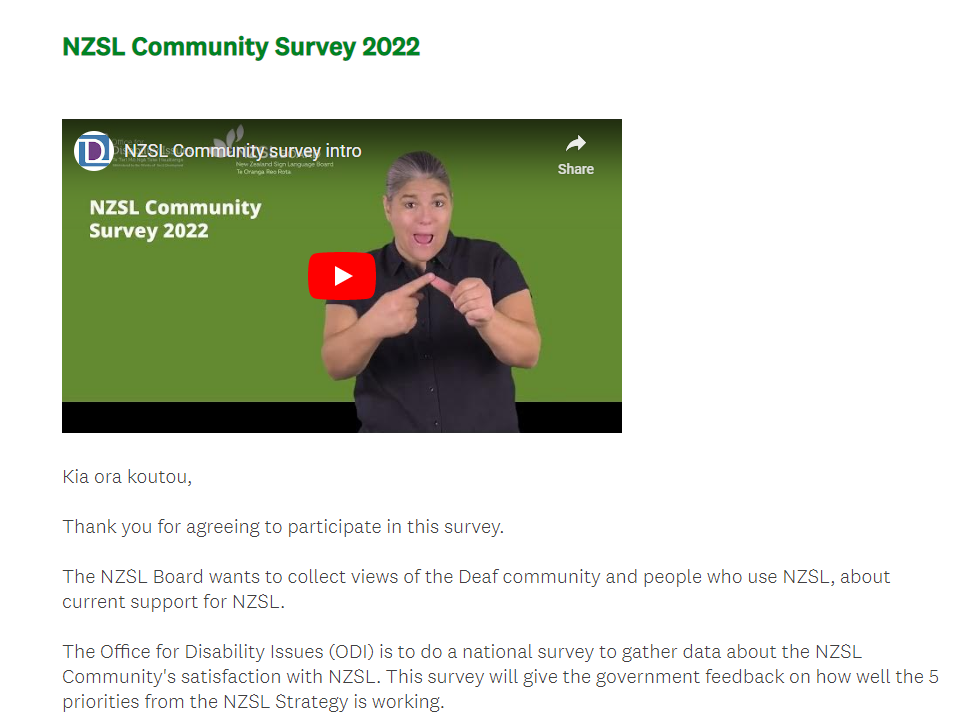 NZSL Community Survey 2022
NZSL Community survey intro
New Zealand Sign Language Board
Te Oranga Reo Rota
Share
NZSL Community
Survey 2022
Kia ora koutou,
Thank you for agreeing to participate in this survey.
The NZSL Board wants to collect views of the Deaf community and people who use NZSL, about
current support for NZSL.
The Office for Disability Issues (ODI) is to do a national survey to gather data about the NZSL
Community's satisfaction with NZSL. This survey will give the government feedback on how well the 5
priorities from the NZSL Strategy is working.